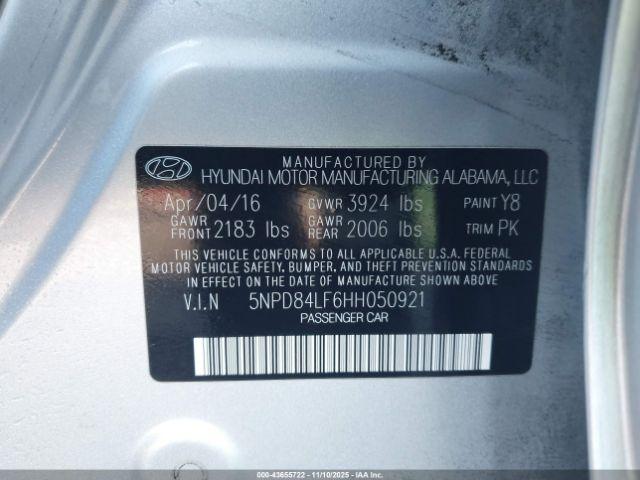 MANUFACTURED BY
HYUNDAI MOTOR MANUFACTURING ALABAMA, LLC
Apr/04/16 GVWR 3924 lbs PAINT Y8
GAWR FRONT 2183 lbs GAWR REAR 2006 lbs TRIM PK
THIS VEHICLE CONFORMS TO ALL APPLICABLE U.S.A. FEDERAL
MOTOR VEHICLE SAFETY, BUMPER, AND THEFT PREVENTION STANDARDS
IN EFFECT ON THE DATE OF MANUFACTURE SHOWN ABOVE
V.I.N 5NPD84LF6HH050921
PASSENGER CAR
000-43655722 - 11/10/2025 - IAAI.COM